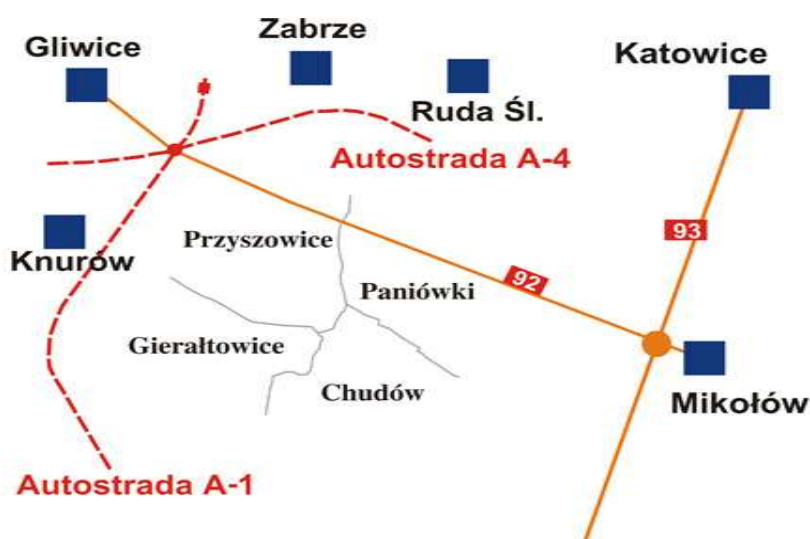 Zabrze
Gliwice
Katowice
Ruda Śl.
Autostrada A-4
93
Przyszowice
Knurów
92
Paniówki
Gierałtowice
Chudów
Mikołów
Autostrada A-1